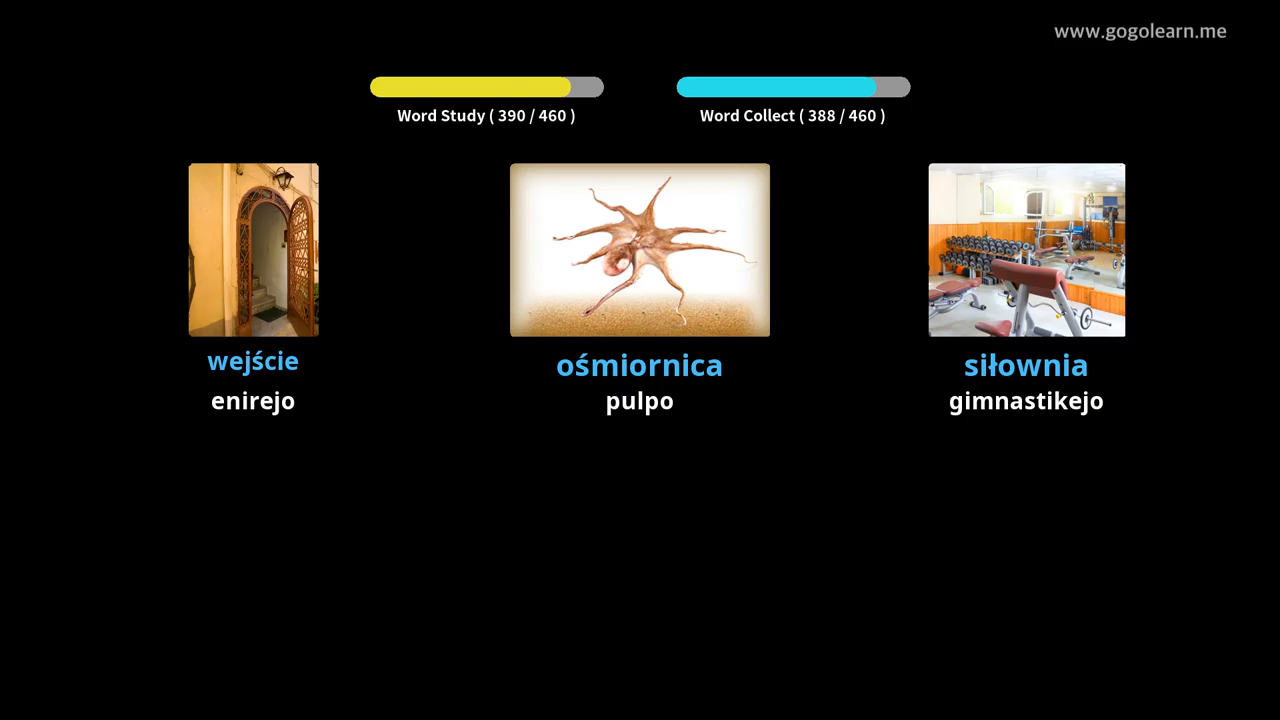 www.gogolearn.me
Word Study ( 390 / 460 )
Word Collect ( 388 / 460 )
wejście
ośmiornica
siłownia
enirejo
pulpo
gimnastikejo